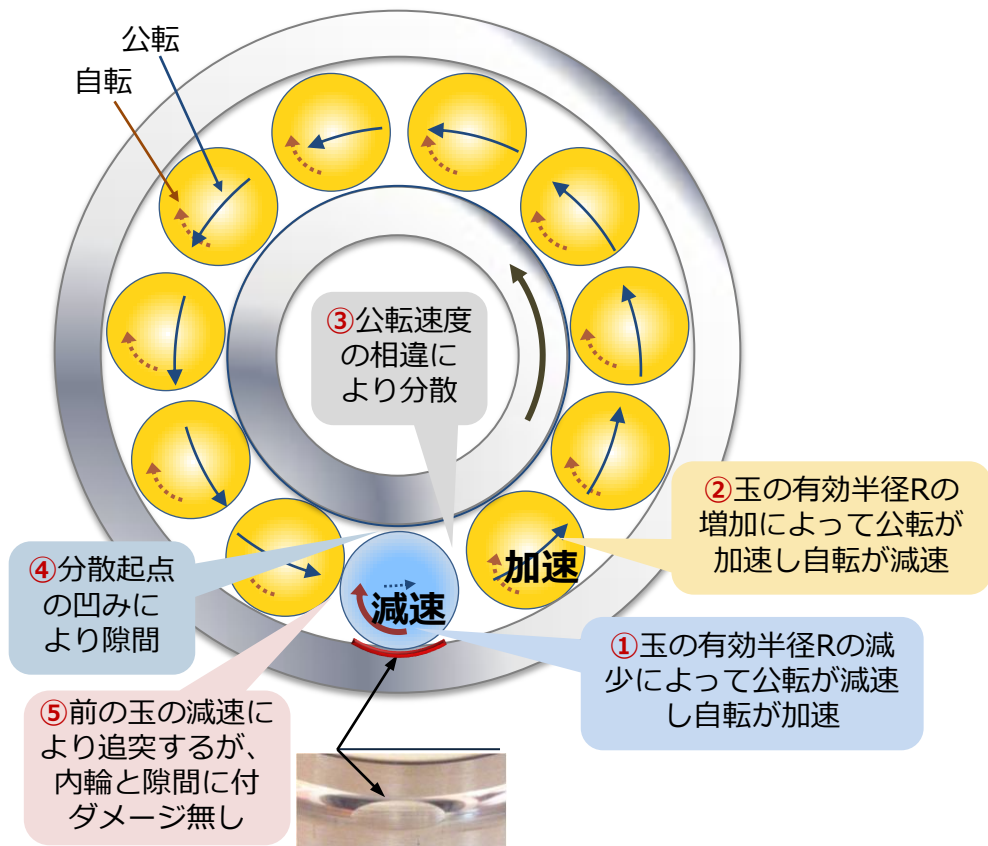 公転
自転
③公転速度
の相違に
より分散
②玉の有効半径Rの
増加によって公転が
加速し自転が減速
加速
④分散起点
の凹みに
より隙間
減速
①玉の有効半径Rの減
少によって公転が減速
し自転が加速
⑤前の玉の減速に
より追突するが、
内輪と隙間に付
ダメージ無し